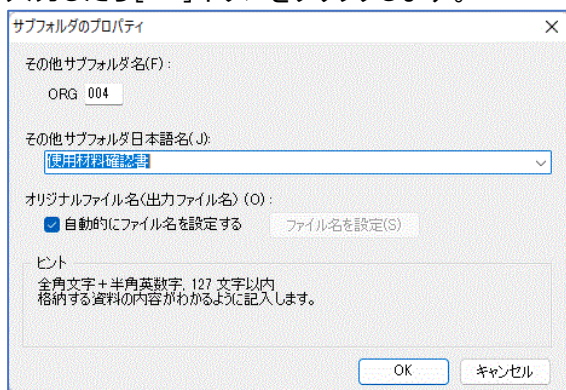 サブフォルダのプロパティ
その他サブフォルダ名(F):
ORG 004
その他サブフォルダ日本語名(J):
使用材料確認書
オリジナルファイル名(出力ファイル名) (O):
自動的にファイル名を設定する ファイル名を設定(S)
ヒント
全角文字+半角英数字, 127 文字以内
格納する資料の内容がわかるように記入します。
OK キャンセル